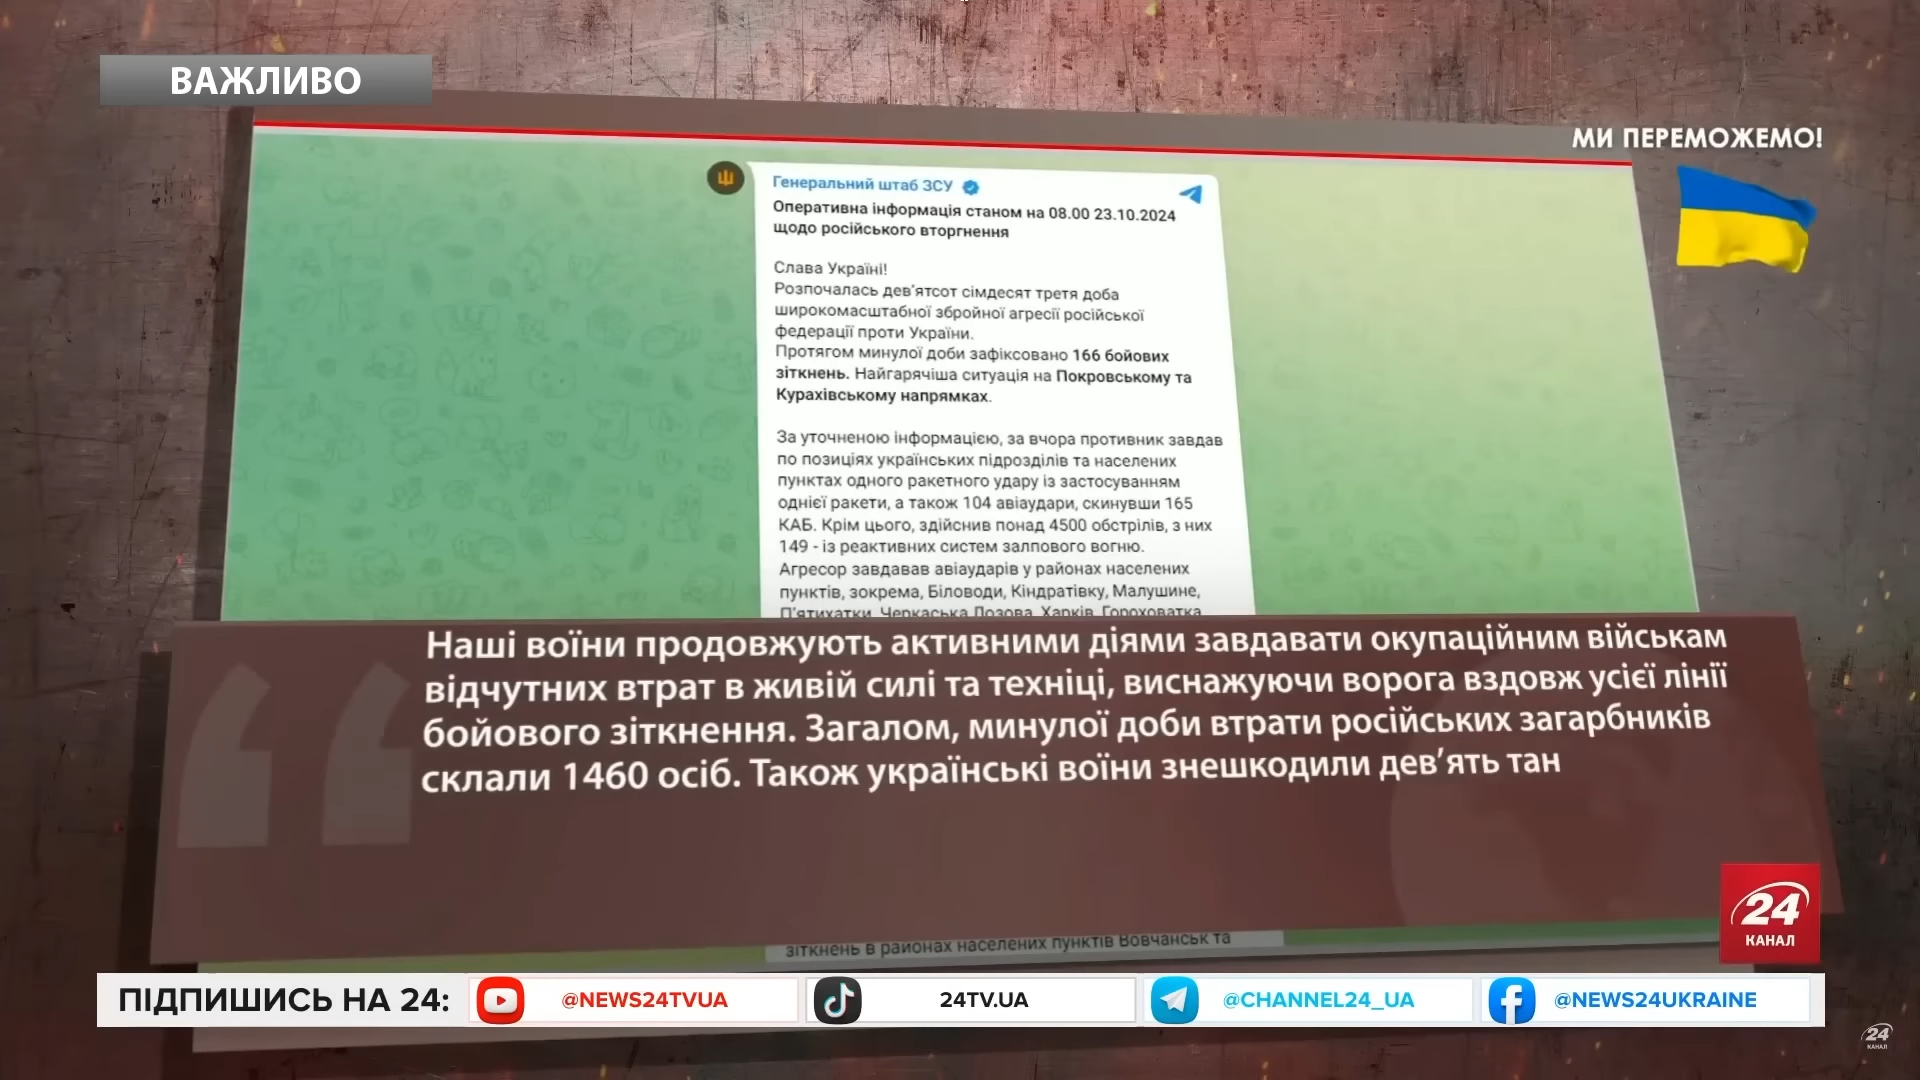 ВАЖЛИВО
МИ ПЕРЕМОЖЕМО!
Генеральний штаб ЗСУ
Оперативна інформація станом на 08.00 23.10.2024
щодо російського вторгнення
Слава Україні!
Розпочалась дев'ятсот сімдесят третя доба
широкомасштабної збройної агресії російської
федерації проти України.
Протягом минулої доби зафіксовано 166 бойових
зіткнень. Найгарячіша ситуація на Покровському та
Курахівському напрямках.
За уточненою інформацією, за вчора противник завдав
по позиціях українських підрозділів та населених
пунктах одного ракетного удару із застосуванням
однієї ракети, а також 104 авіаудари, скинувши 165
КАБ. Крім цього, здійснив понад 4500 обстрілів, з них
149 - із реактивних систем залпового вогню.
Агресор завдавав авіаударів у районах населених
пунктів, зокрема, Біловоди, Кіндратівку, Малушине,
П'ятихатки, Черкаська Лозова, Харків, Гороховатка,
Наші воїни продовжують активними діями завдавати окупаційним військам
відчутних втрат в живій силі та техніці, виснажуючи ворога вздовж усієї лінії
бойового зіткнення. Загалом, минулої доби втрати російських загарбників
склали 1460 осіб. Також українські воїни знешкодили дев’ять тан
зіткнень в районах населених пунктів Вовчанськ та
24
КАНАЛ
ПІДПИШИСЬ НА 24: @NEWS24TVUA 24TV.UA @CHANNEL24_UA @NEWS24UKRAINE
24
КАНАЛ